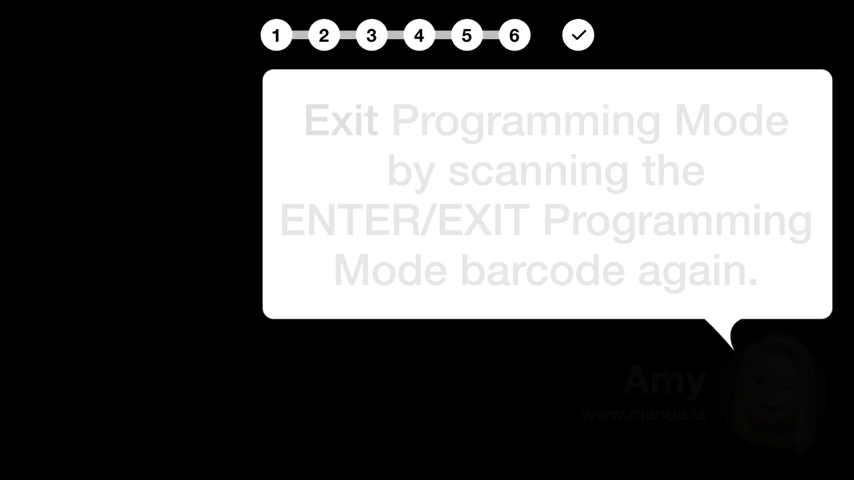 1 2 3 4 5 6
Exit Programming Mode
by scanning the
ENTER/EXIT Programming
Mode barcode again.
Amy
www.martua.ls